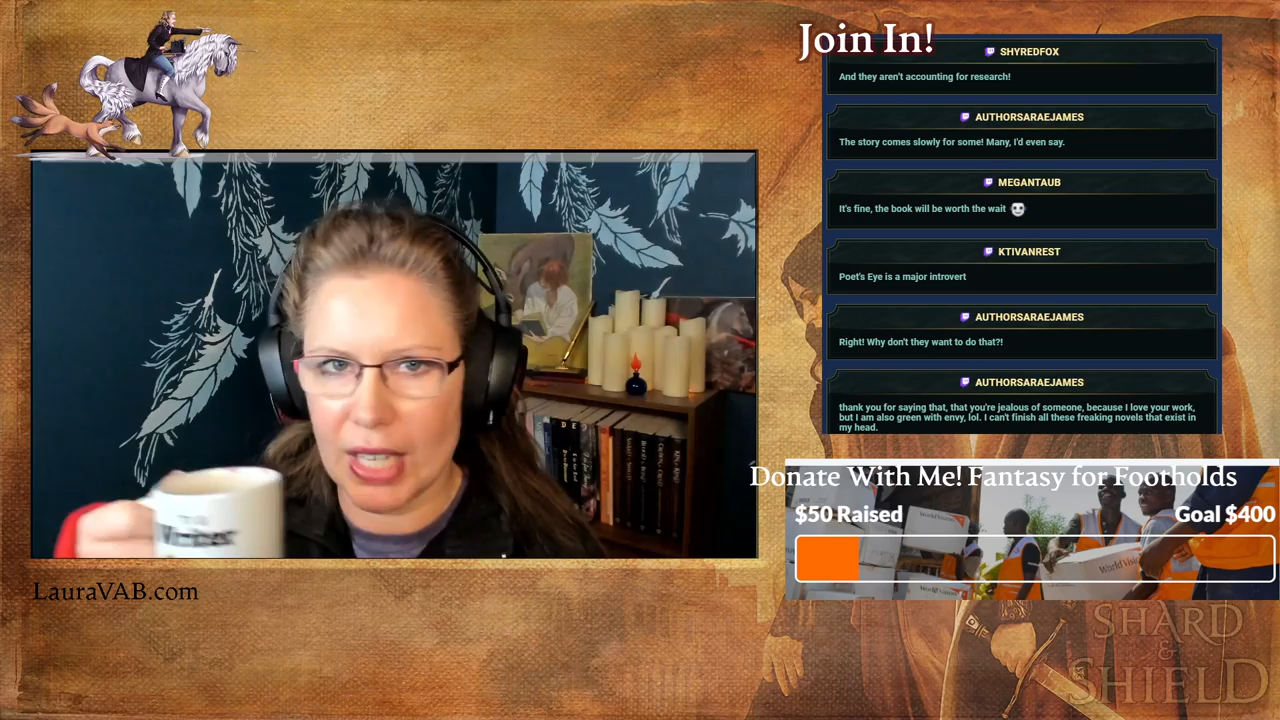 Join In!
SHYREDFOX
And they aren't accounting for research!
AUTHORSARAEJAMES
The story comes slowly for some! Many, I'd even say.
MEGANTAUB
It's fine, the book will be worth the wait
KTIVANREST
Poet's Eye is a major introvert
AUTHORSARAEJAMES
Right! Why don't they want to do that?!
AUTHORSARAEJAMES
thank you for saying that, that you're jealous of someone, because I love your work,
but I am also green with envy, lol. I can't finish all these freaking novels that exist in
my head.
Donate With Me! Fantasy for Footholds
$50 Raised
Goal $400
World Vision
World Vis
LauraVAB.com
SHARD
&
SHIELD